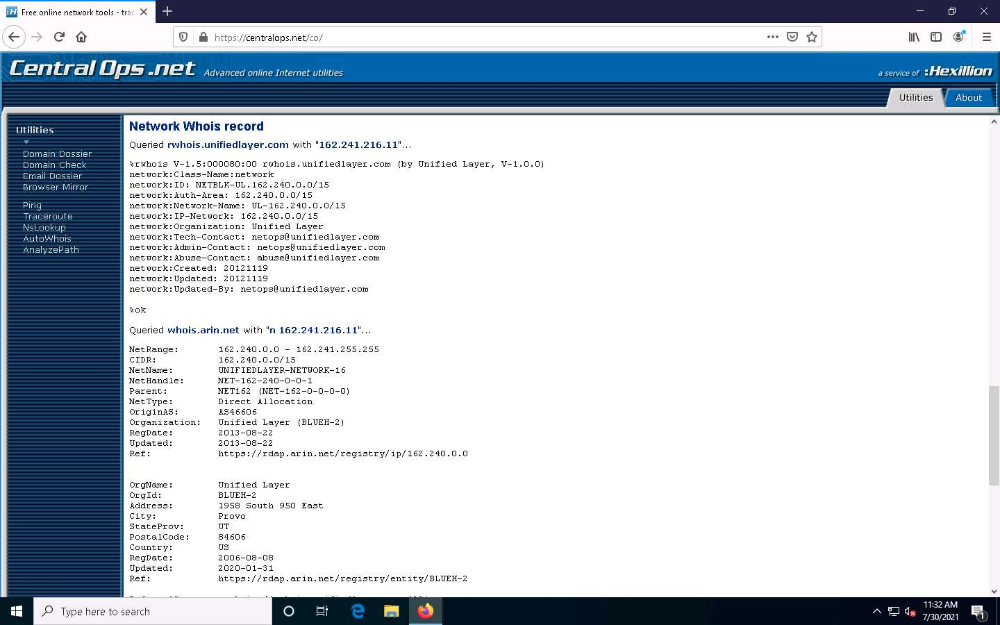 :H Free online network tools - trac
https://centralops.net/co/
Central Ops.net Advanced online Internet utilities
a service of :Hexillion
Utilities About
Utilities
Domain Dossier
Domain Check
Email Dossier
Browser Mirror
Ping
Traceroute
NsLookup
AutoWhois
AnalyzePath
Network Whois record
Queried rwhois.unifiedlayer.com with "162.241.216.11"...
%rwhois V-1.5:000080:00 rwhois.unifiedlayer.com (by Unified Layer, V-1.0.0)
network:Class-Name:network
network:ID: NETBLK-UL.162.240.0.0/15
network:Auth-Area: 162.240.0.0/15
network:Network-Name: UL-162.240.0.0/15
network:IP-Network: 162.240.0.0/15
network:Organization: Unified Layer
network:Tech-Contact: netops@unifiedlayer.com
network:Admin-Contact: netops@unifiedlayer.com
network:Abuse-Contact: abuse@unifiedlayer.com
network:Created: 20121119
network:Updated: 20121119
network:Updated-By: netops@unifiedlayer.com
%ok
Queried whois.arin.net with "n 162.241.216.11"...
NetRange: 162.240.0.0 - 162.241.255.255
CIDR: 162.240.0.0/15
NetName: UNIFIEDLAYER-NETWORK-16
NetHandle: NET-162-240-0-0-1
Parent: NET162 (NET-162-0-0-0-0)
NetType: Direct Allocation
OriginAS: AS46606
Organization: Unified Layer (BLUEH-2)
RegDate: 2013-08-22
Updated: 2013-08-22
Ref: https://rdap.arin.net/registry/ip/162.240.0.0
OrgName: Unified Layer
OrgId: BLUEH-2
Address: 1958 South 950 East
City: Provo
StateProv: UT
PostalCode: 84606
Country: US
RegDate: 2006-08-08
Updated: 2020-01-31
Ref: https://rdap.arin.net/registry/entity/BLUEH-2
Type here to search
11:32 AM
7/30/2021
1